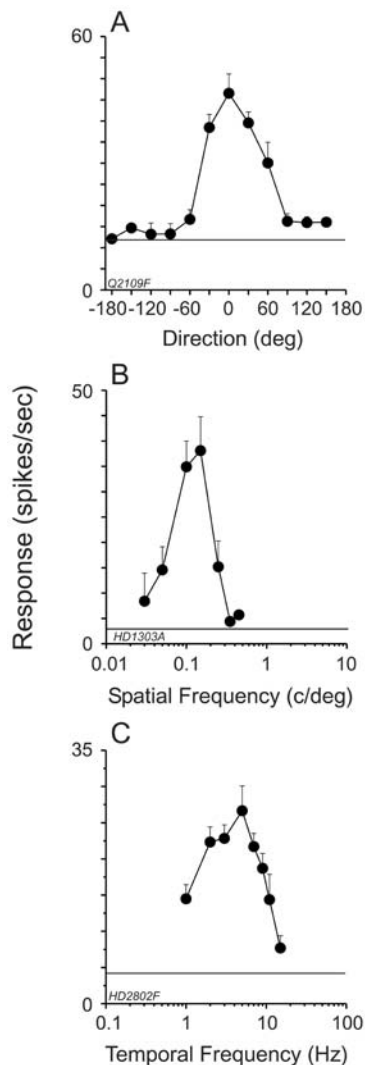 A
60
0
Q2109F
-180 -120 -60 0 60 120 180
Direction (deg)
Response (spikes/sec)
B
50
0
HD1303A
0.01 0.1 1 10
Spatial Frequency (c/deg)
C
35
0
HD2802F
0.1 1 10 100
Temporal Frequency (Hz)